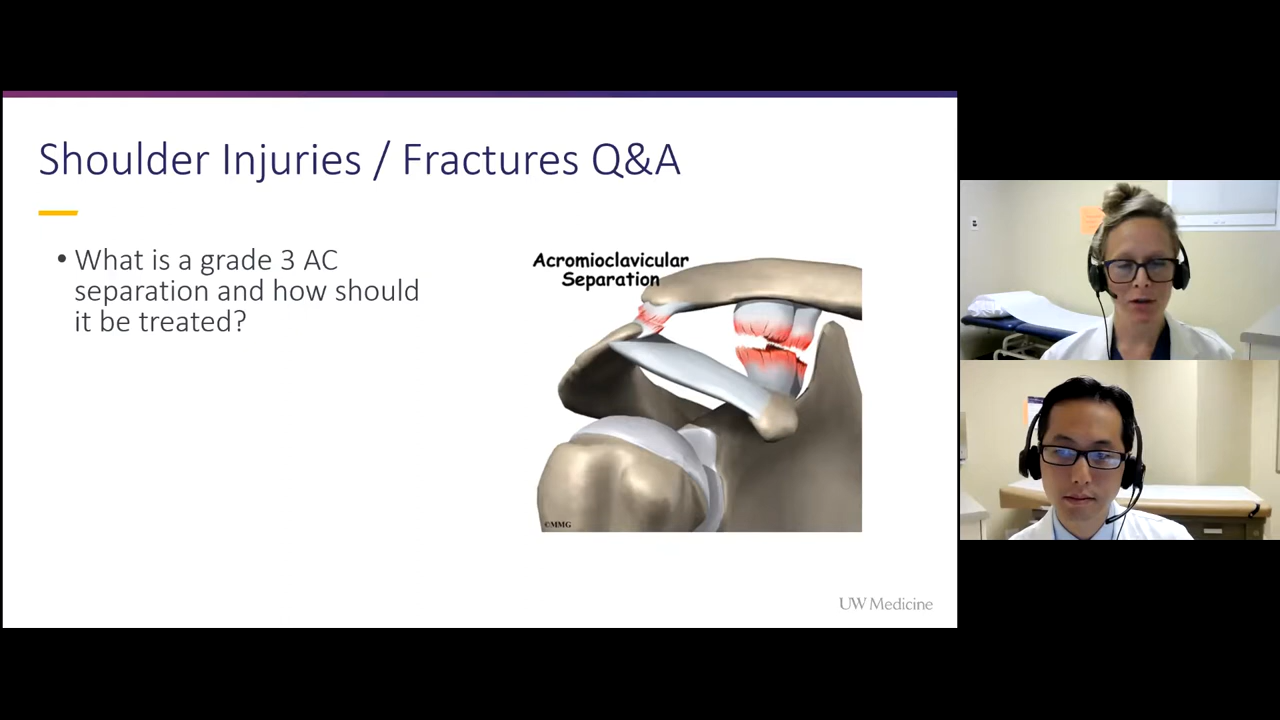 Shoulder Injuries / Fractures Q&A
• What is a grade 3 AC
separation and how should
it be treated?
Acromioclavicular
Separation
©MMG
UW Medicine